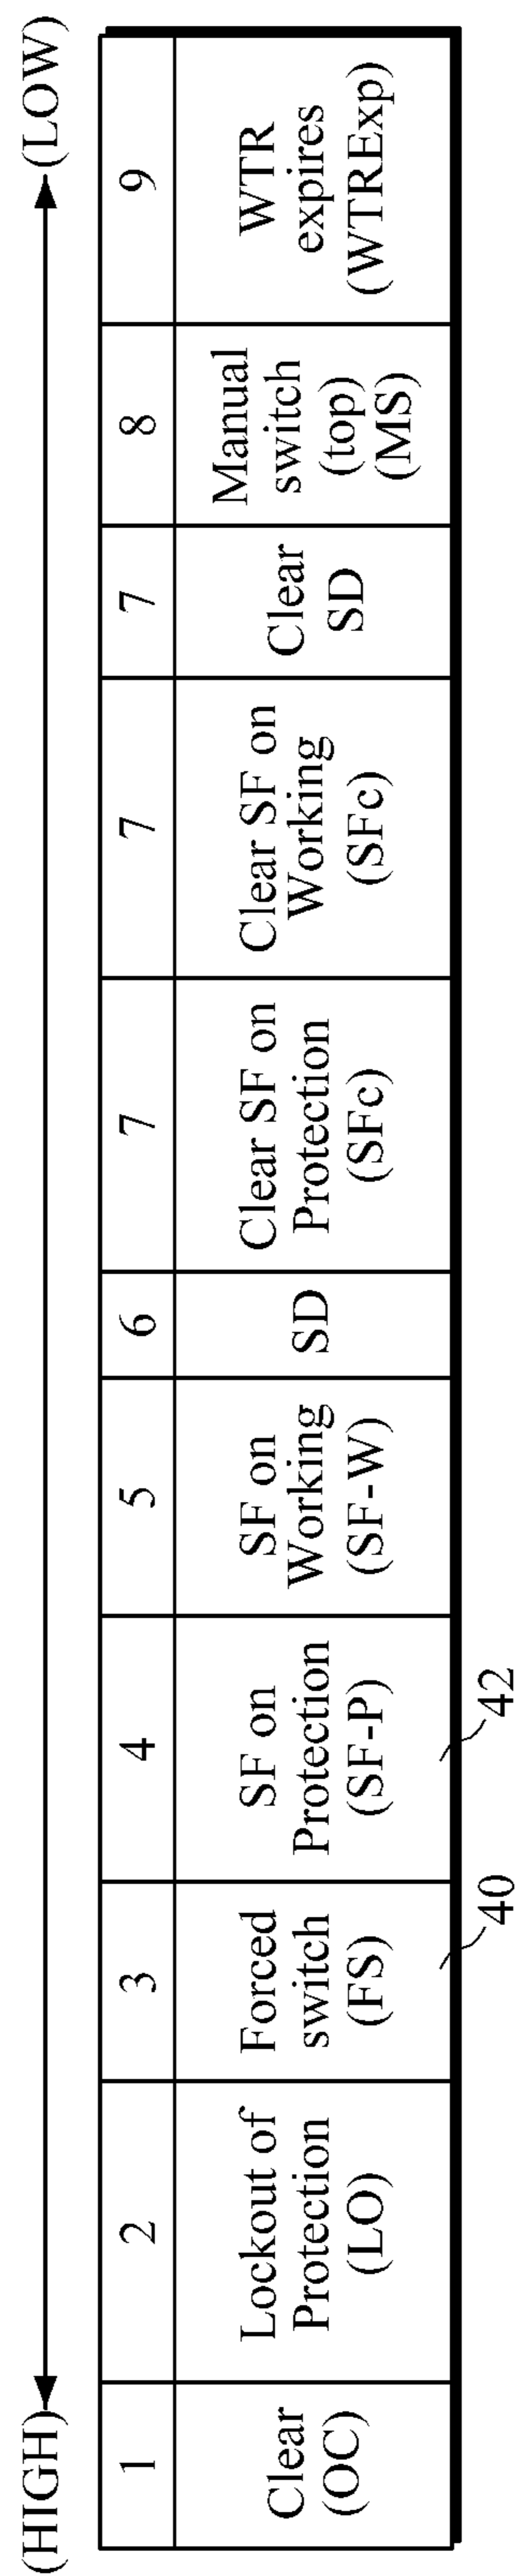 (HIGH)
(LOW)
1
2
3
4
5
6
7
7
7
8
9
Clear
(OC)
Lockout of
Protection
(LO)
Forced
switch
(FS)
SF on
Protection
(SF-P)
SF on
Working
(SF-W)
SD
Clear SF on
Protection
(SFc)
Clear SF on
Working
(SFc)
Clear
SD
Manual
switch
(top)
(MS)
WTR
expires
(WTRExp)
40
42